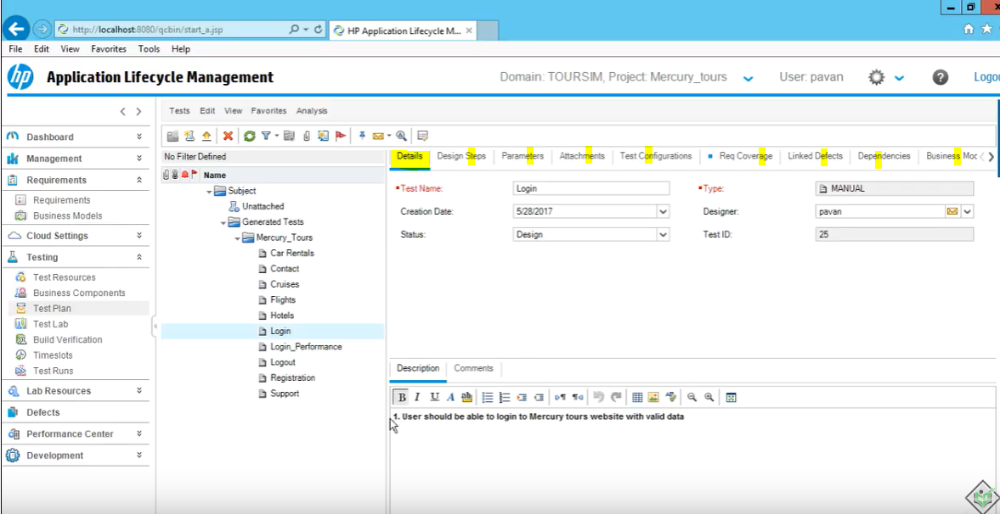 http://localhost:8080/qcbin/start_a.jsp
HP Application Lifecycle M...
File Edit View Favorites Tools Help
hp Application Lifecycle Management
Domain: TOURSIM, Project: Mercury_tours
User: pavan
Logou
Dashboard
Management
Requirements
Requirements
Business Models
Cloud Settings
Testing
Test Resources
Business Components
Test Plan
Test Lab
Build Verification
Timeslots
Test Runs
Lab Resources
Defects
Performance Center
Development
Tests Edit View Favorites Analysis
No Filter Defined
Name
Subject
Unattached
Generated Tests
Mercury_Tours
Car Rentals
Contact
Cruises
Flights
Hotels
Login
Login_Performance
Logout
Registration
Support
Details Design Steps Parameters Attachments Test Configurations Req Coverage Linked Defects Dependencies Business Moc
Test Name: Login
Type: MANUAL
Creation Date: 5/28/2017
Designer: pavan
Status: Design
Test ID: 25
Description Comments
B I U A ab
1. User should be able to login to Mercury tours website with valid data